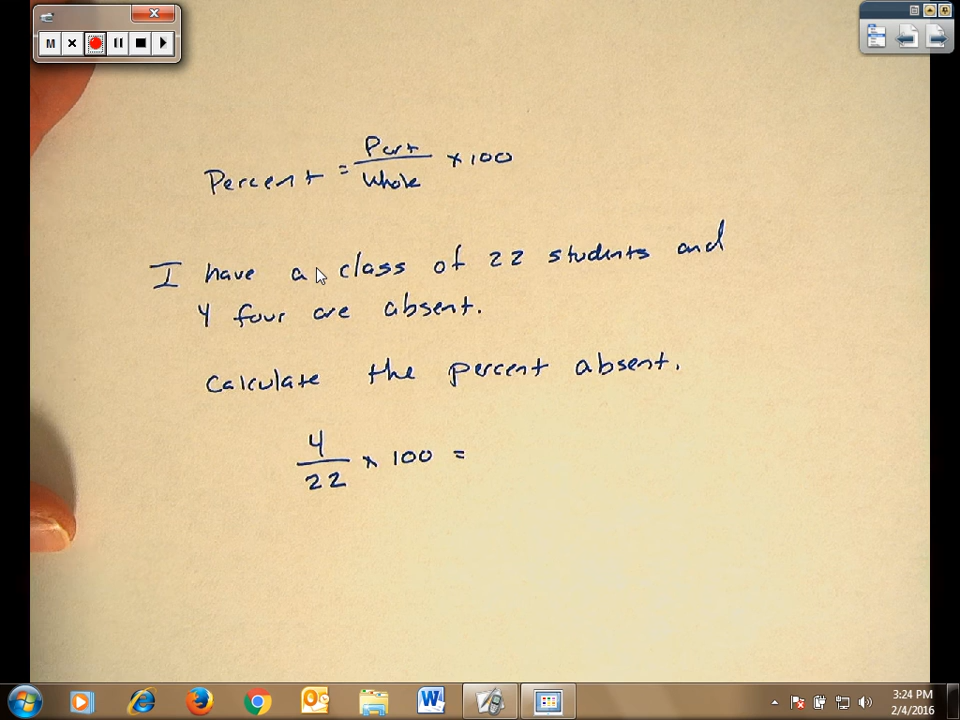 M
Percent = Part / Whole × 100
I have a class of 22 students and
4 four are absent.
Calculate the percent absent.
4 / 22 × 100 =
3:24 PM
2/4/2016